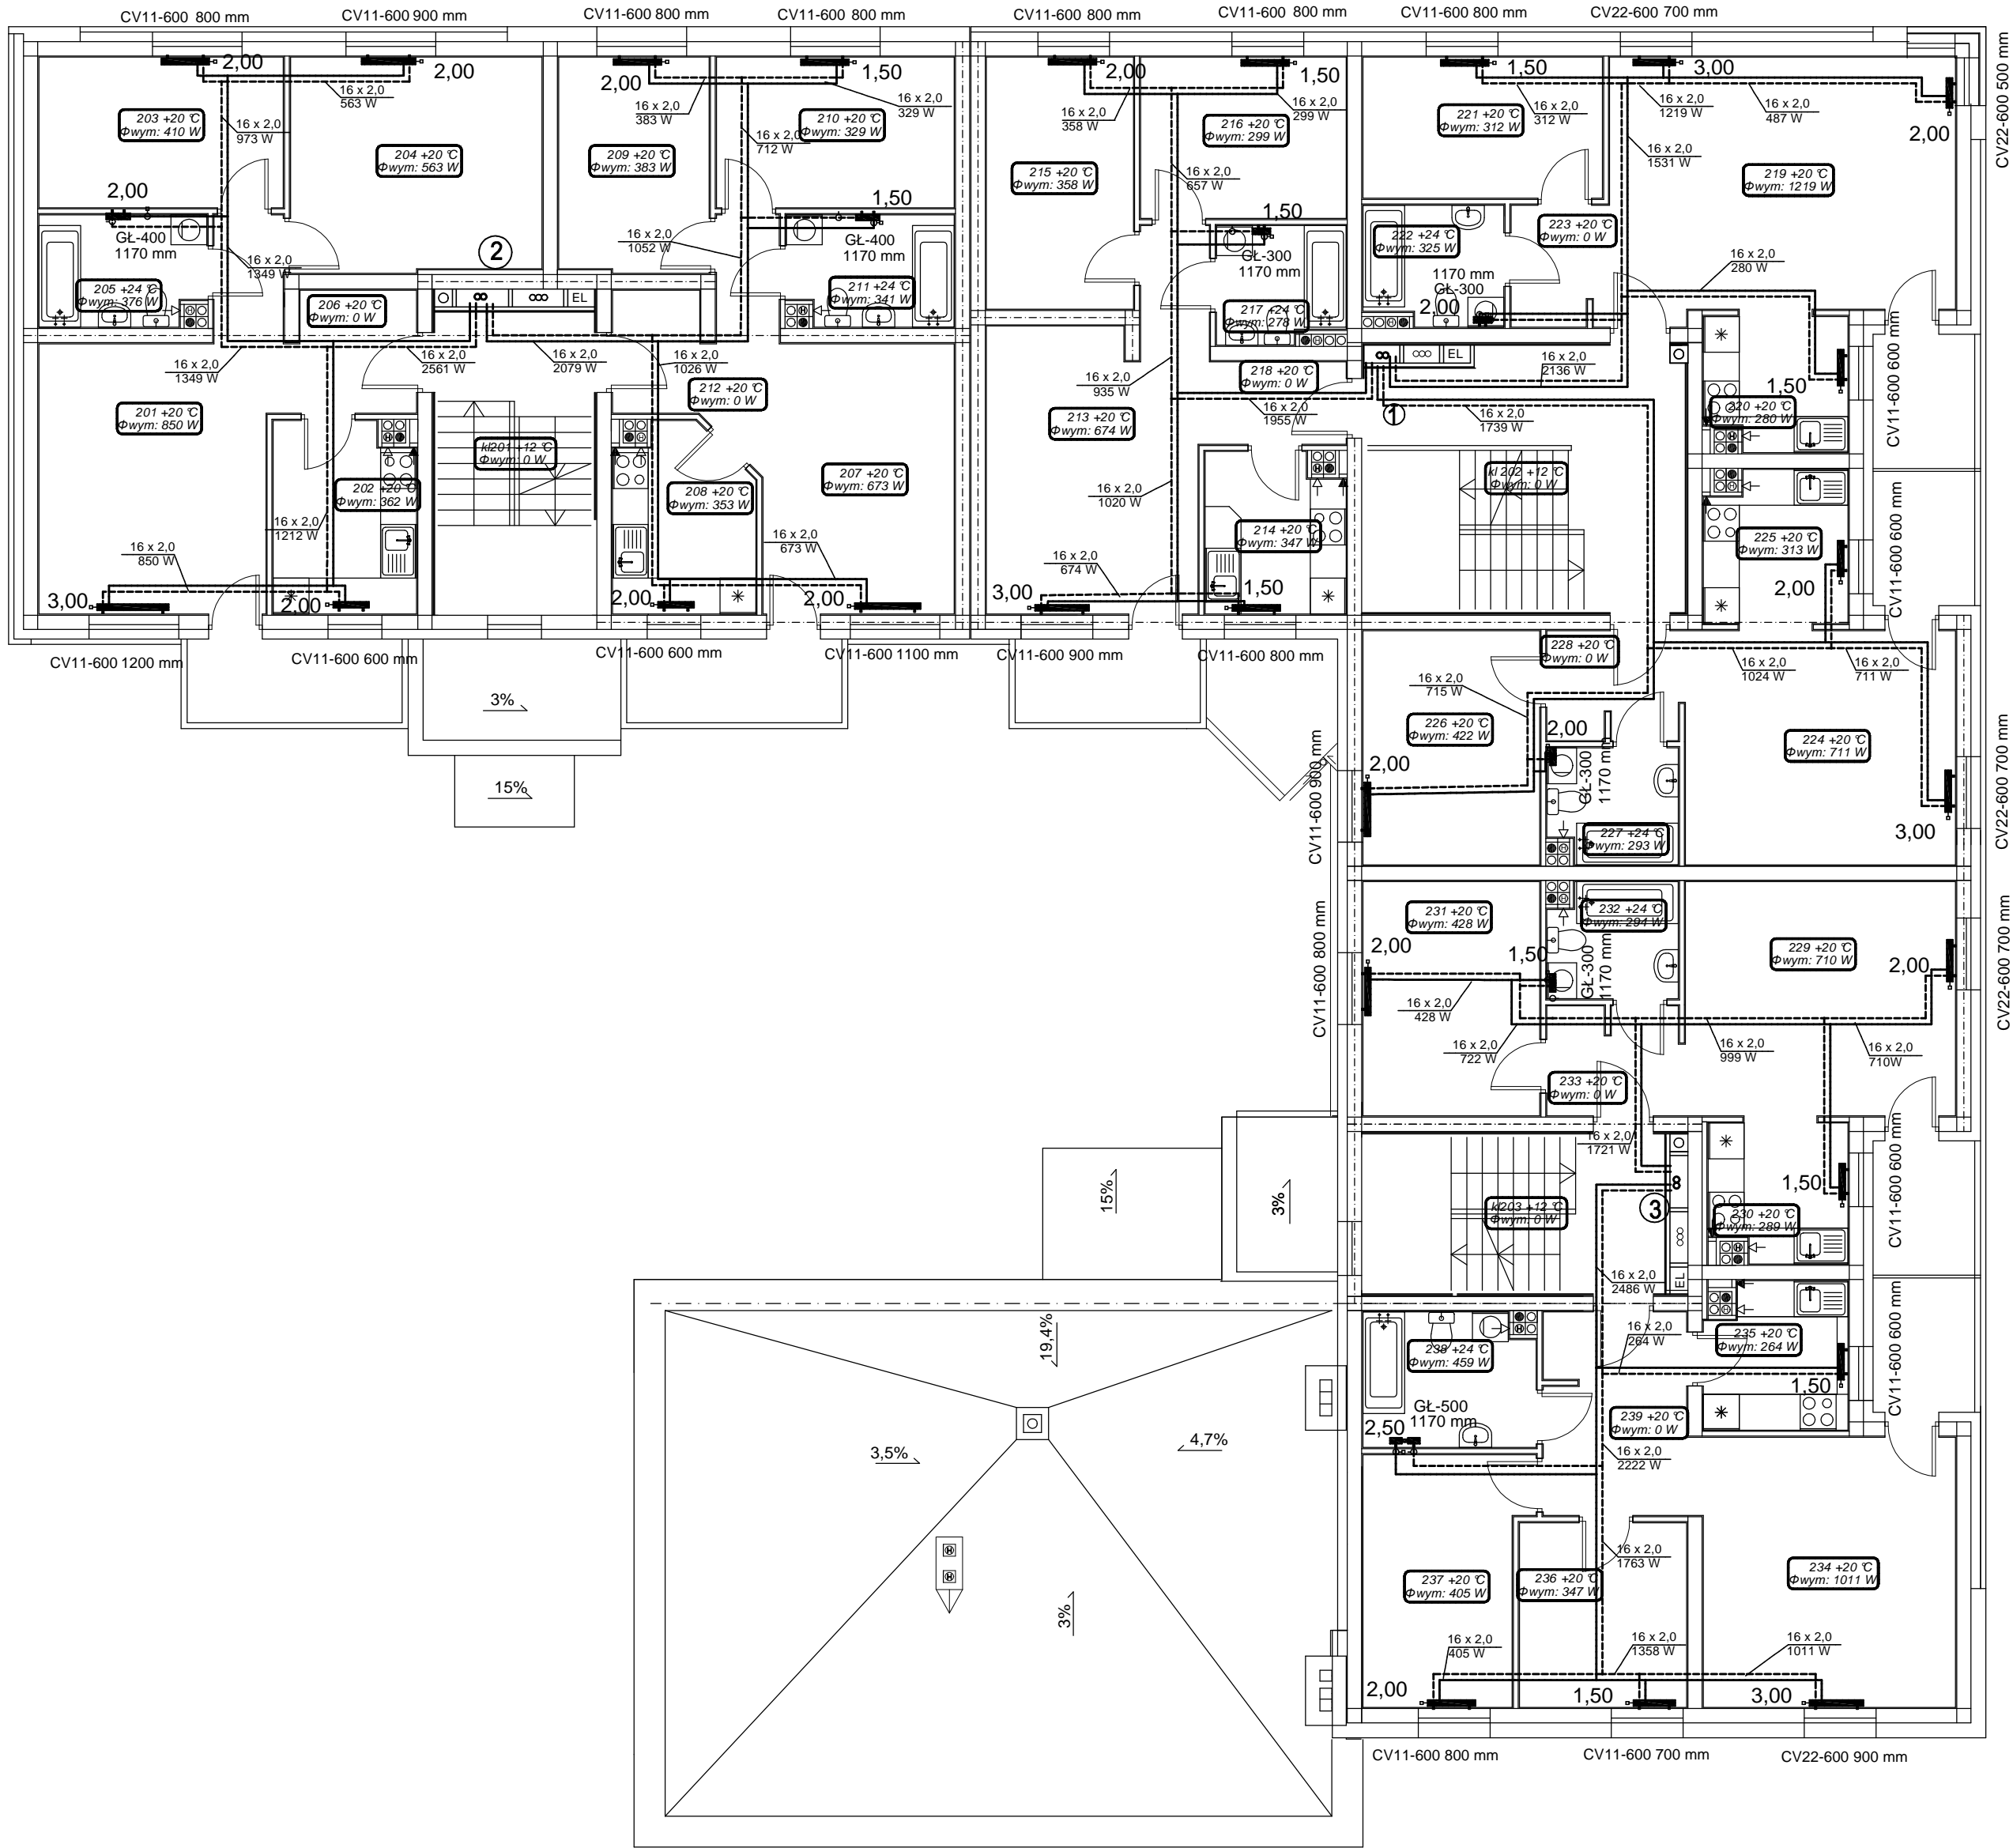 CV11-600 800 mm
CV11-600 900 mm
CV11-600 800 mm
CV11-600 800 mm
CV11-600 800 mm
CV11-600 800 mm
CV11-600 800 mm
CV22-600 700 mm
CV22-600 500 mm
2,00
2,00
2,00
1,50
2,00
1,50
1,50
3,00
2,00
16 x 2,0
563 W
16 x 2,0
973 W
16 x 2,0
383 W
16 x 2,0
329 W
16 x 2,0
712 W
16 x 2,0
358 W
16 x 2,0
299 W
16 x 2,0
312 W
16 x 2,0
1219 W
16 x 2,0
487 W
16 x 2,0
1531 W
203 +20 °C
Φwym: 410 W
204 +20 °C
Φwym: 563 W
209 +20 °C
Φwym: 383 W
210 +20 °C
Φwym: 329 W
215 +20 °C
Φwym: 358 W
216 +20 °C
Φwym: 299 W
221 +20 °C
Φwym: 312 W
219 +20 °C
Φwym: 1219 W
16 x 2,0
657 W
2,00
GŁ-400
1170 mm
16 x 2,0
1349 W
2
16 x 2,0
1052 W
1,50
GŁ-400
1170 mm
1,50
GŁ-300
1170 mm
222 +24 °C
Φwym: 325 W
223 +20 °C
Φwym: 0 W
1170 mm
GŁ-300
2,00
16 x 2,0
280 W
205 +24 °C
Φwym: 376 W
206 +20 °C
Φwym: 0 W
EL
211 +24 °C
Φwym: 341 W
217 +24 °C
Φwym: 278 W
EL
16 x 2,0
1349 W
16 x 2,0
2561 W
16 x 2,0
2079 W
16 x 2,0
1026 W
212 +20 °C
Φwym: 0 W
16 x 2,0
935 W
218 +20 °C
Φwym: 0 W
16 x 2,0
1955 W
1
16 x 2,0
2136 W
16 x 2,0
1739 W
1,50
220 +20 °C
Φwym: 280 W
CV11-600 600 mm
201 +20 °C
Φwym: 850 W
kl201 +12 °C
Φwym: 0 W
213 +20 °C
Φwym: 674 W
202 +20 °C
Φwym: 362 W
208 +20 °C
Φwym: 353 W
207 +20 °C
Φwym: 673 W
16 x 2,0
1020 W
kl 202 +12 °C
Φwym: 0 W
16 x 2,0
1212 W
16 x 2,0
850 W
16 x 2,0
673 W
214 +20 °C
Φwym: 347 W
225 +20 °C
Φwym: 313 W
CV11-600 600 mm
16 x 2,0
674 W
3,00
2,00
2,00
2,00
3,00
1,50
2,00
CV11-600 1200 mm
CV11-600 600 mm
CV11-600 600 mm
CV11-600 1100 mm
CV11-600 900 mm
CV11-600 800 mm
228 +20 °C
Φwym: 0 W
16 x 2,0
715 W
16 x 2,0
1024 W
16 x 2,0
711 W
3%
15%
226 +20 °C
Φwym: 422 W
2,00
224 +20 °C
Φwym: 711 W
2,00
GŁ-300
1170 mm
CV11-600 900 mm
227 +24 °C
Φwym: 293 W
3,00
CV22-600 700 mm
231 +20 °C
Φwym: 428 W
232 +24 °C
Φwym: 294 W
229 +20 °C
Φwym: 710 W
2,00
1,50
GŁ-300
1170 mm
2,00
CV11-600 800 mm
CV22-600 700 mm
16 x 2,0
428 W
16 x 2,0
722 W
16 x 2,0
999 W
16 x 2,0
710W
233 +20 °C
Φwym: 0 W
16 x 2,0
1721 W
15%
3%
kl203 +12 °C
Φwym: 0 W
3
1,50
230 +20 °C
Φwym: 289 W
CV11-600 600 mm
16 x 2,0
2486 W
EL
16 x 2,0
264 W
235 +20 °C
Φwym: 264 W
CV11-600 600 mm
19,4%
238 +24 °C
Φwym: 459 W
1,50
GŁ-500
1170 mm
2,50
239 +20 °C
Φwym: 0 W
3,5%
4,7%
16 x 2,0
2222 W
16 x 2,0
1763 W
3%
237 +20 °C
Φwym: 405 W
236 +20 °C
Φwym: 347 W
234 +20 °C
Φwym: 1011 W
16 x 2,0
405 W
16 x 2,0
1358 W
16 x 2,0
1011 W
2,00
1,50
3,00
CV11-600 800 mm
CV11-600 700 mm
CV22-600 900 mm